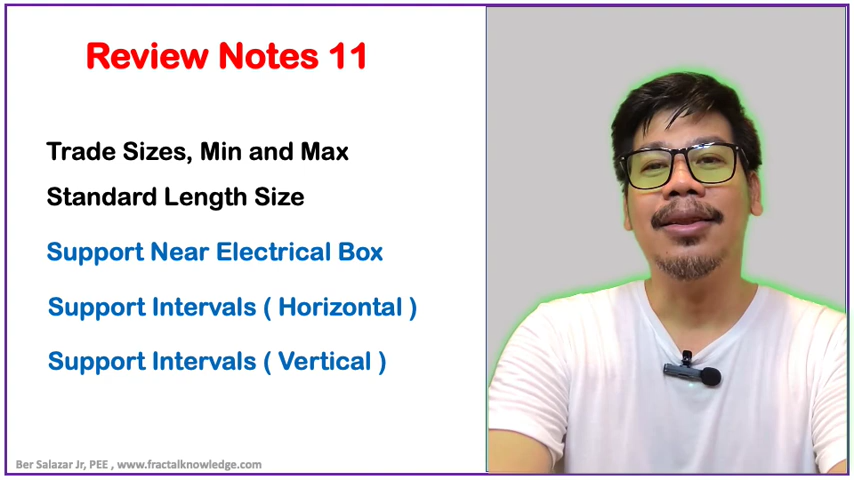 Review Notes 11
Trade Sizes, Min and Max
Standard Length Size
Support Near Electrical Box
Support Intervals ( Horizontal )
Support Intervals ( Vertical )
Ber Salazar Jr, PEE , www.fractalknowledge.com